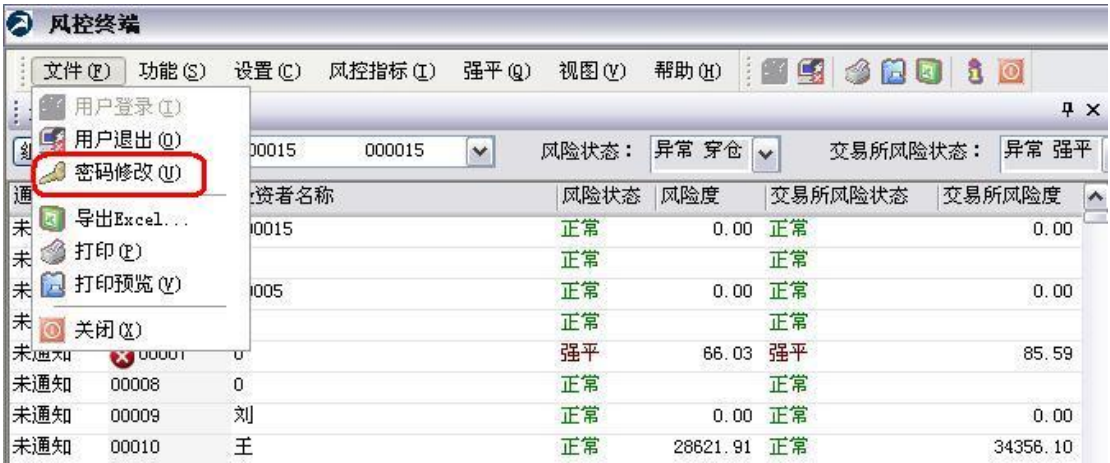 风控终端
文件(F) 功能(S) 设置(C) 风控指标(I) 强平(Q) 视图(V) 帮助(H)
用户登录(I)
用户退出(O)
00015 000015 风险状态： 异常 穿仓 交易所风险状态： 异常 强平
密码修改(U)
资者名称 风险状态 风险度 交易所风险状态 交易所风险度
导出Excel...
未 0015 正常 0.00 正常 0.00
打印(P)
未 正常 正常
打印预览(V)
未 0005 正常 0.00 正常 0.00
未 正常 正常
关闭(X)
未通知 00001 0 强平 66.03 强平 85.59
未通知 00008 0 正常 正常
未通知 00009 刘 正常 0.00 正常 0.00
未通知 00010 王 正常 28621.91 正常 34356.10